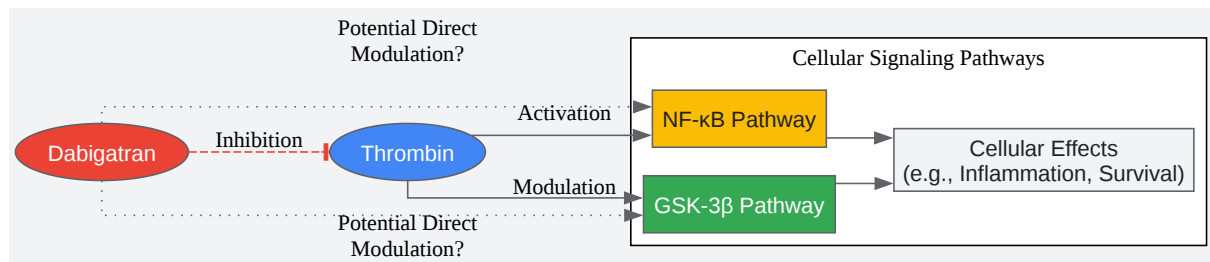 Potential Direct
Modulation?
Cellular Signaling Pathways
Activation
NF-κB Pathway
Dabigatran
Inhibition
Thrombin
Cellular Effects
(e.g., Inflammation, Survival)
Modulation
GSK-3β Pathway
Potential Direct
Modulation?